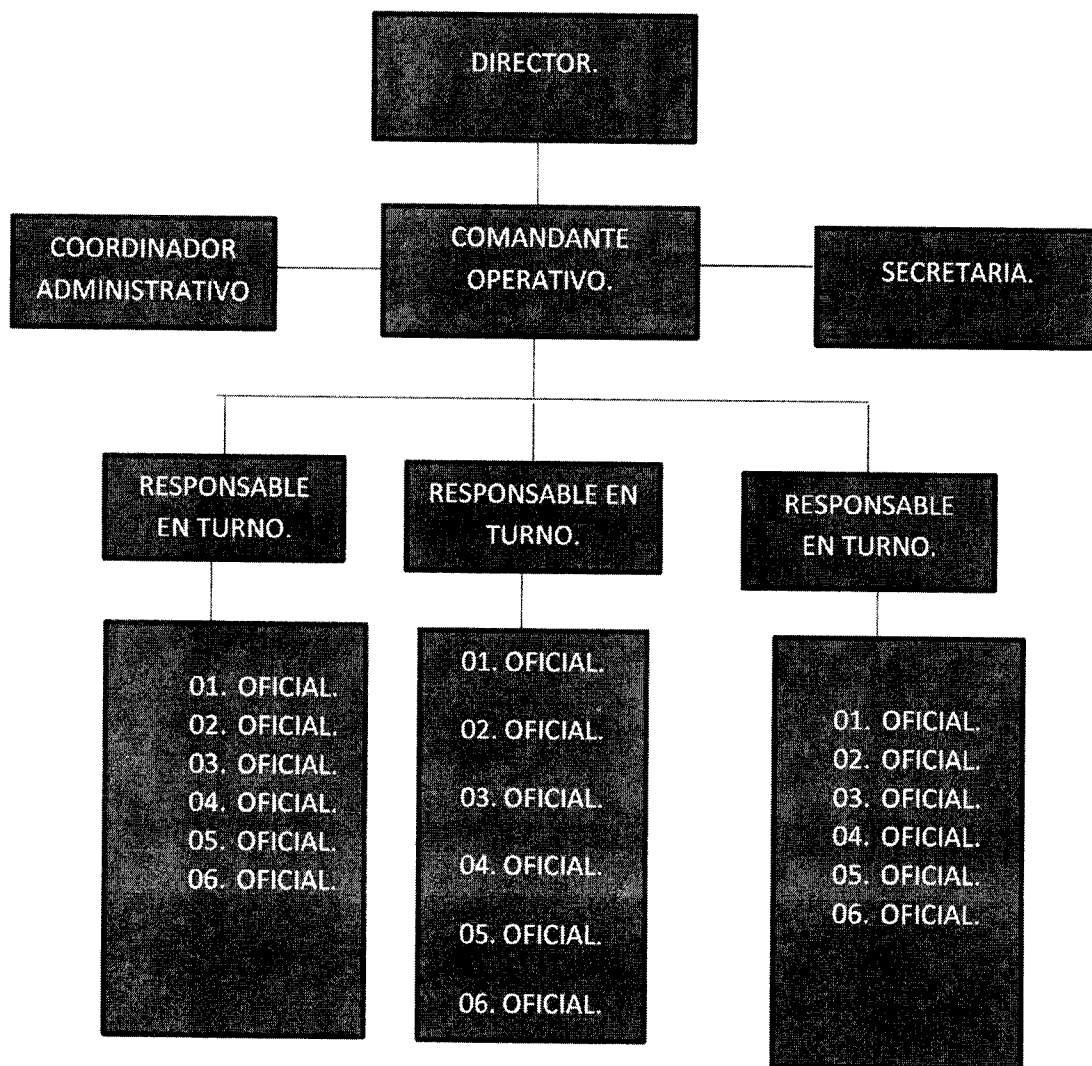 DIRECTOR.
COORDINADOR
ADMINISTRATIVO
COMANDANTE
OPERATIVO.
SECRETARIA.
RESPONSABLE
EN TURNO.
RESPONSABLE EN
TURNO.
RESPONSABLE
EN TURNO.
01. OFICIAL.
02. OFICIAL.
03. OFICIAL.
04. OFICIAL.
05. OFICIAL.
06. OFICIAL.
01. OFICIAL.
02. OFICIAL.
03. OFICIAL.
04. OFICIAL.
05. OFICIAL.
06. OFICIAL.
01. OFICIAL.
02. OFICIAL.
03. OFICIAL.
04. OFICIAL.
05. OFICIAL.
06. OFICIAL.